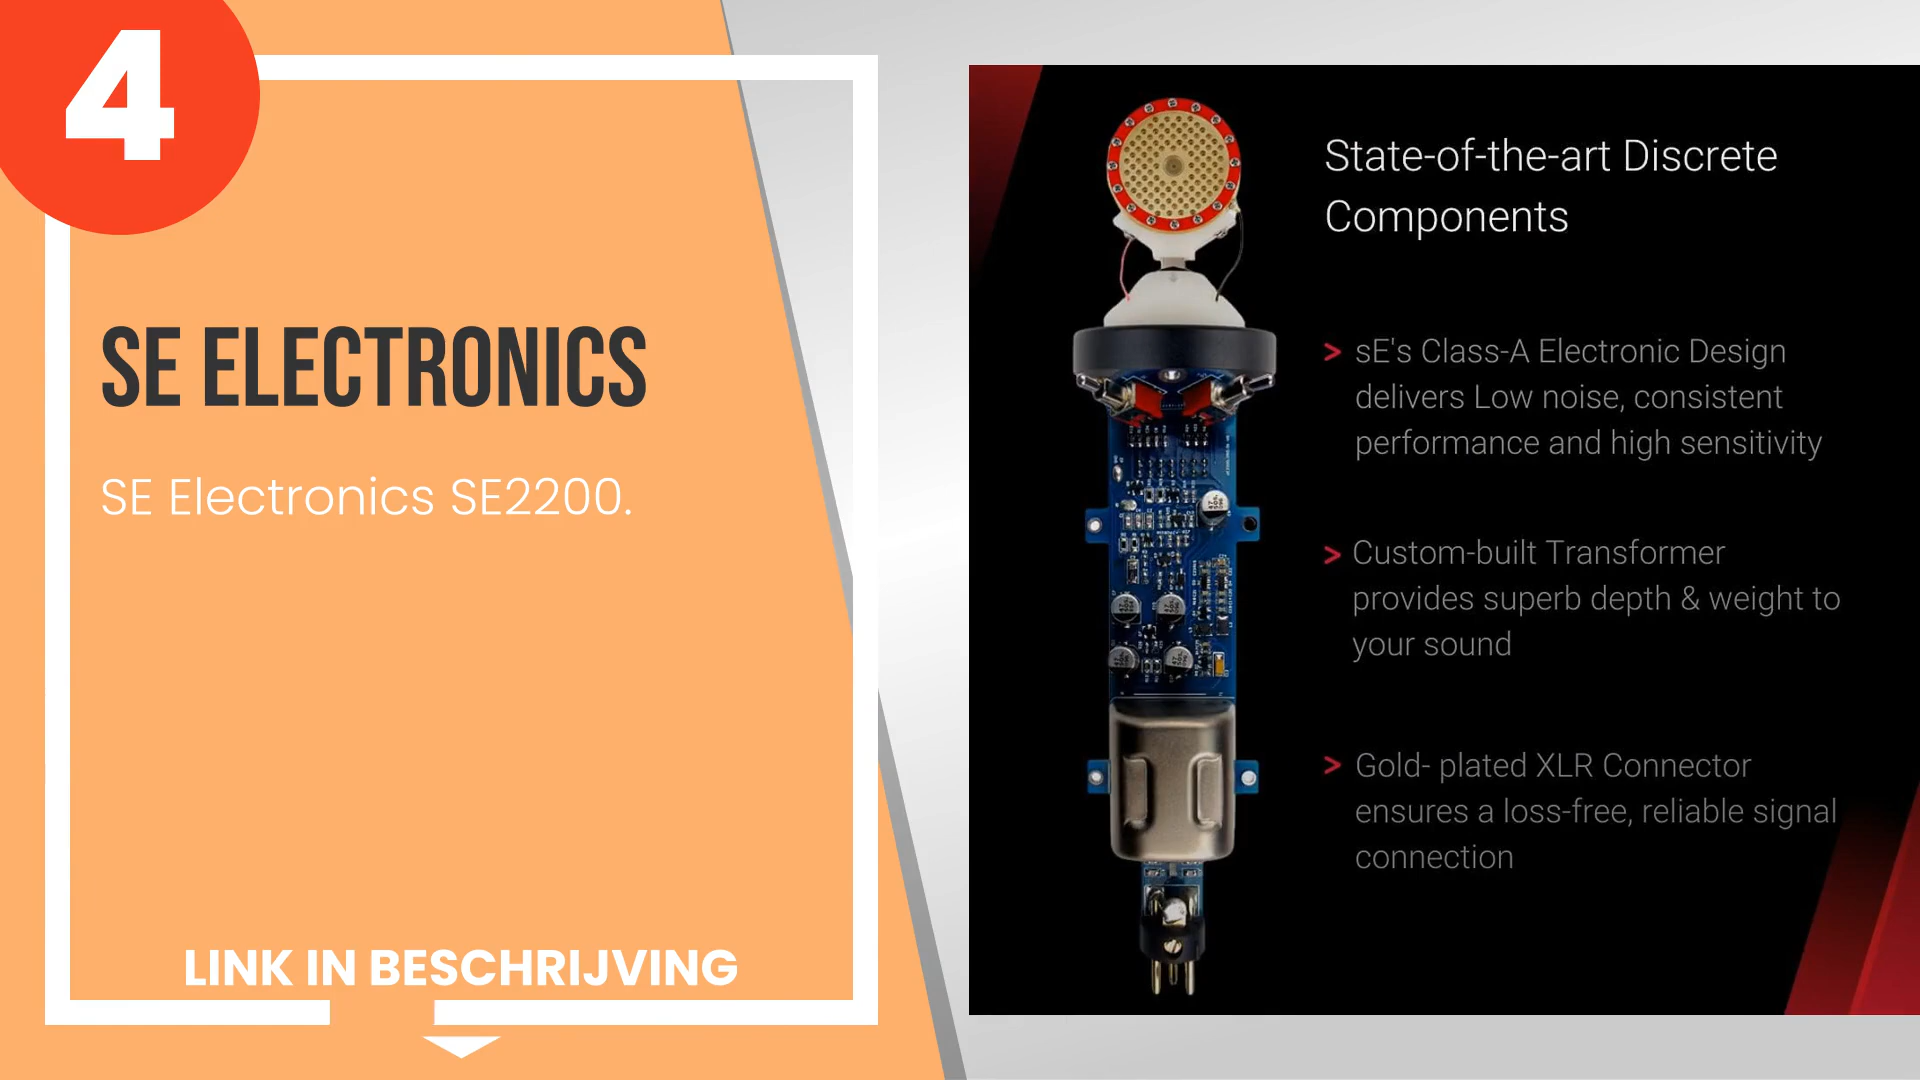 4
SE ELECTRONICS
SE Electronics SE2200.
LINK IN BESCHRIJVING
State-of-the-art Discrete
Components
> sE's Class-A Electronic Design
delivers Low noise, consistent
performance and high sensitivity
> Custom-built Transformer
provides superb depth & weight to
your sound
> Gold- plated XLR Connector
ensures a loss-free, reliable signal
connection